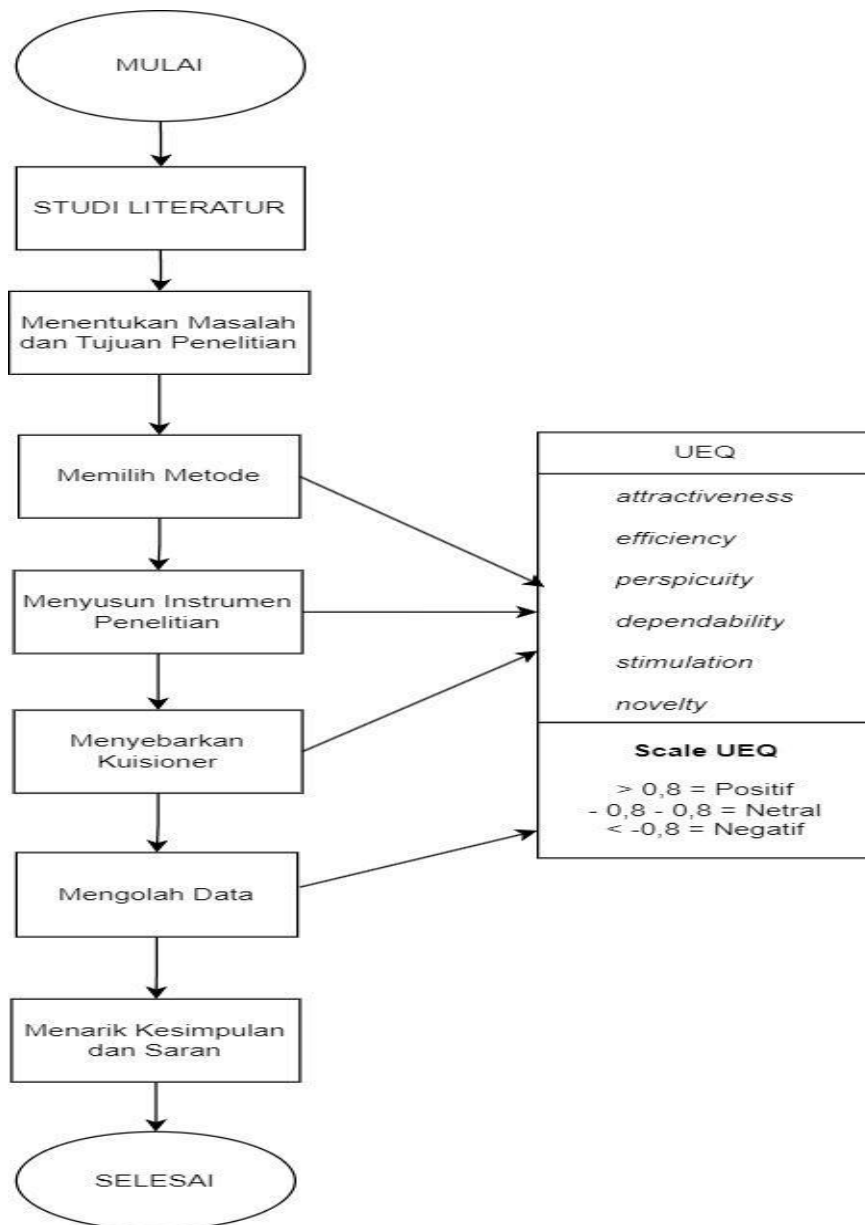 MULAI
STUDI LITERATUR
Menentukan Masalah
dan Tujuan Penelitian
Memilih Metode
Menyusun Instrumen
Penelitian
Menyebarkan
Kuisioner
Mengolah Data
Menarik Kesimpulan
dan Saran
SELESAI
UEQ
attractiveness
efficiency
perspicuity
dependability
stimulation
novelty
Scale UEQ
> 0,8 = Positif
- 0,8 - 0,8 = Netral
< -0,8 = Negatif